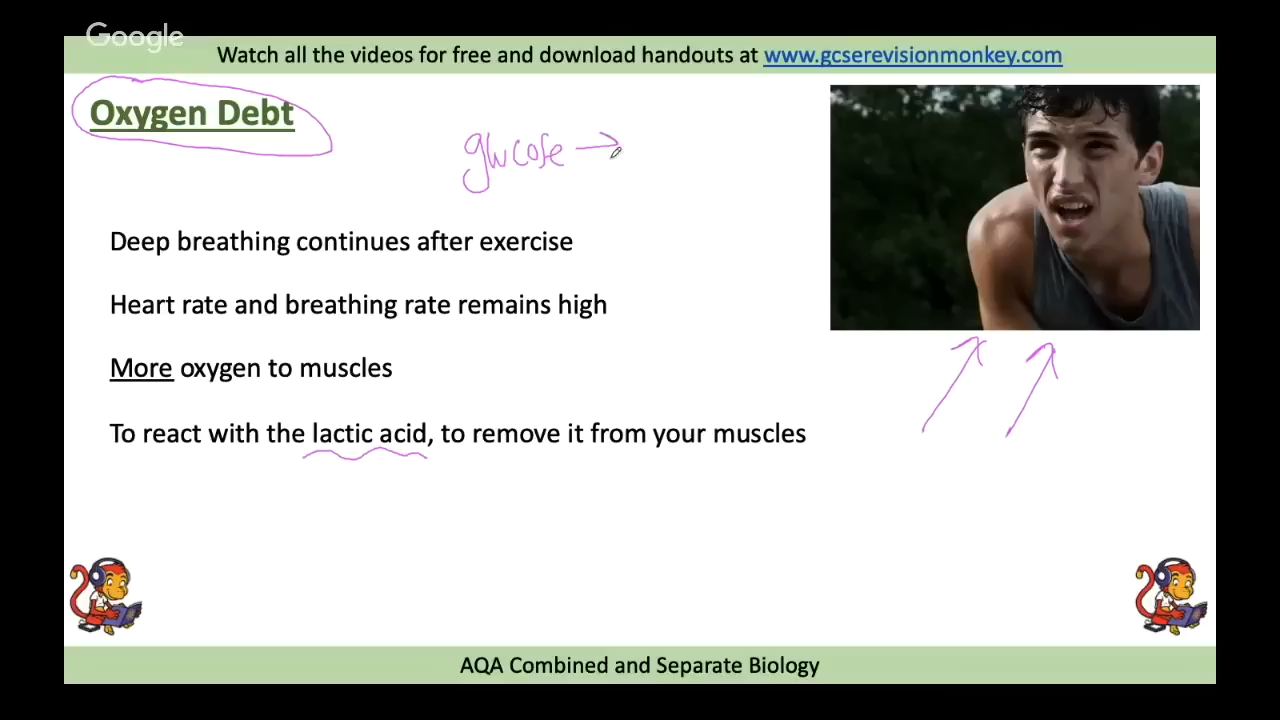 Google
Watch all the videos for free and download handouts at www.gcserevisionmonkey.com
Oxygen Debt
glucose →
Deep breathing continues after exercise
Heart rate and breathing rate remains high
More oxygen to muscles
To react with the lactic acid, to remove it from your muscles
AQA Combined and Separate Biology